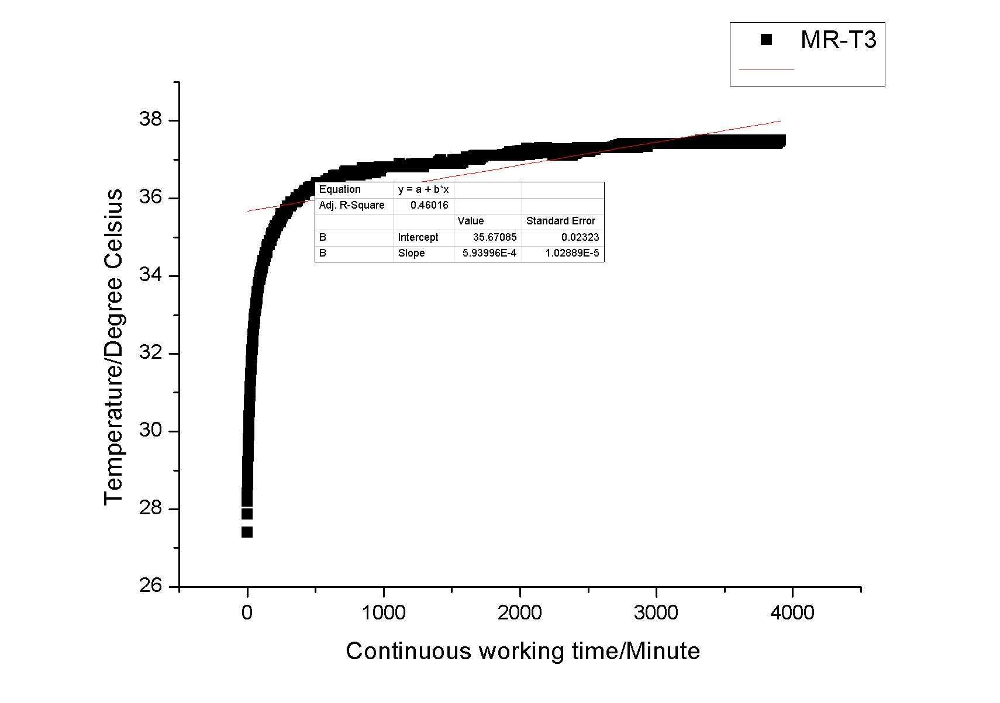 MR-T3
38
36
34
32
30
28
26
Temperature/Degree Celsius
Equation y = a + b*x
Adj. R-Square 0.46016
Value Standard Error
B Intercept 35.67085 0.02323
B Slope 5.93996E-4 1.02889E-5
0 1000 2000 3000 4000
Continuous working time/Minute